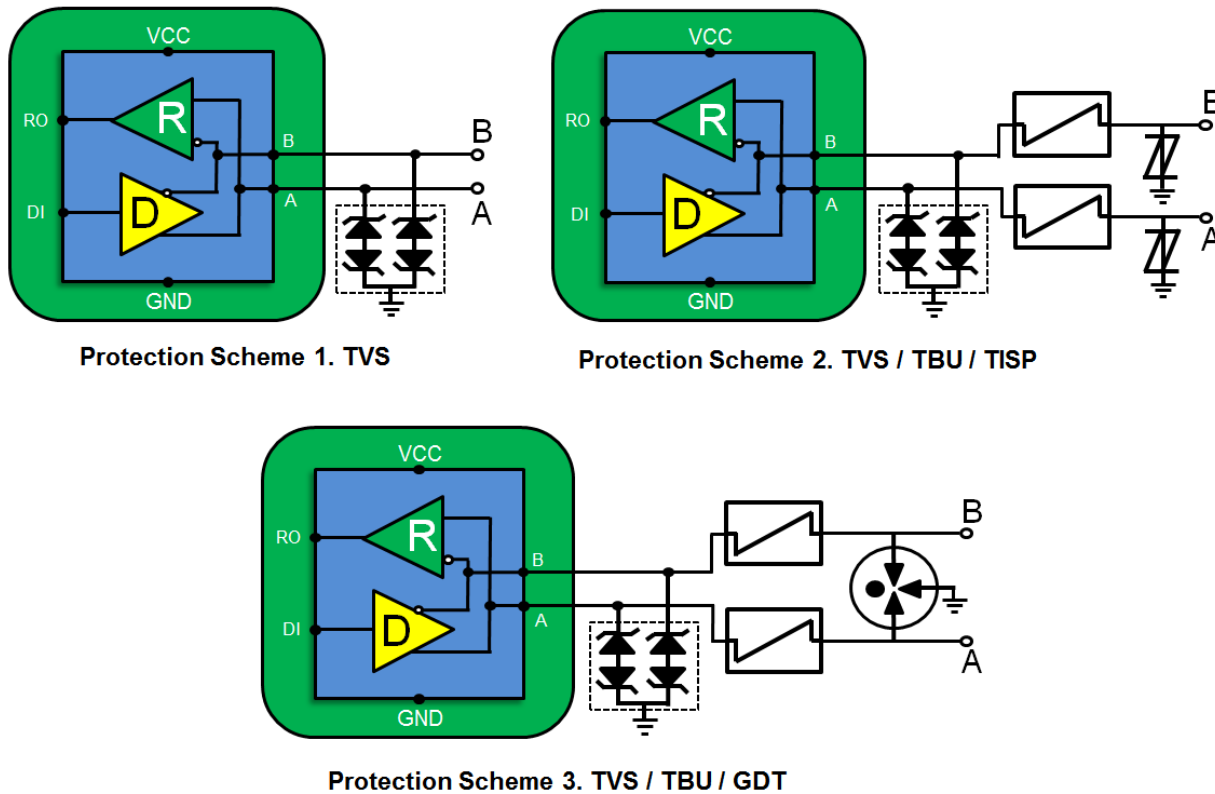 VCC
RO
R
B
B
DI
D
A
A
GND
Protection Scheme 1. TVS
VCC
RO
R
B
B
DI
D
A
A
GND
Protection Scheme 2. TVS / TBU / TISP
VCC
RO
R
B
B
DI
D
A
A
GND
Protection Scheme 3. TVS / TBU / GDT